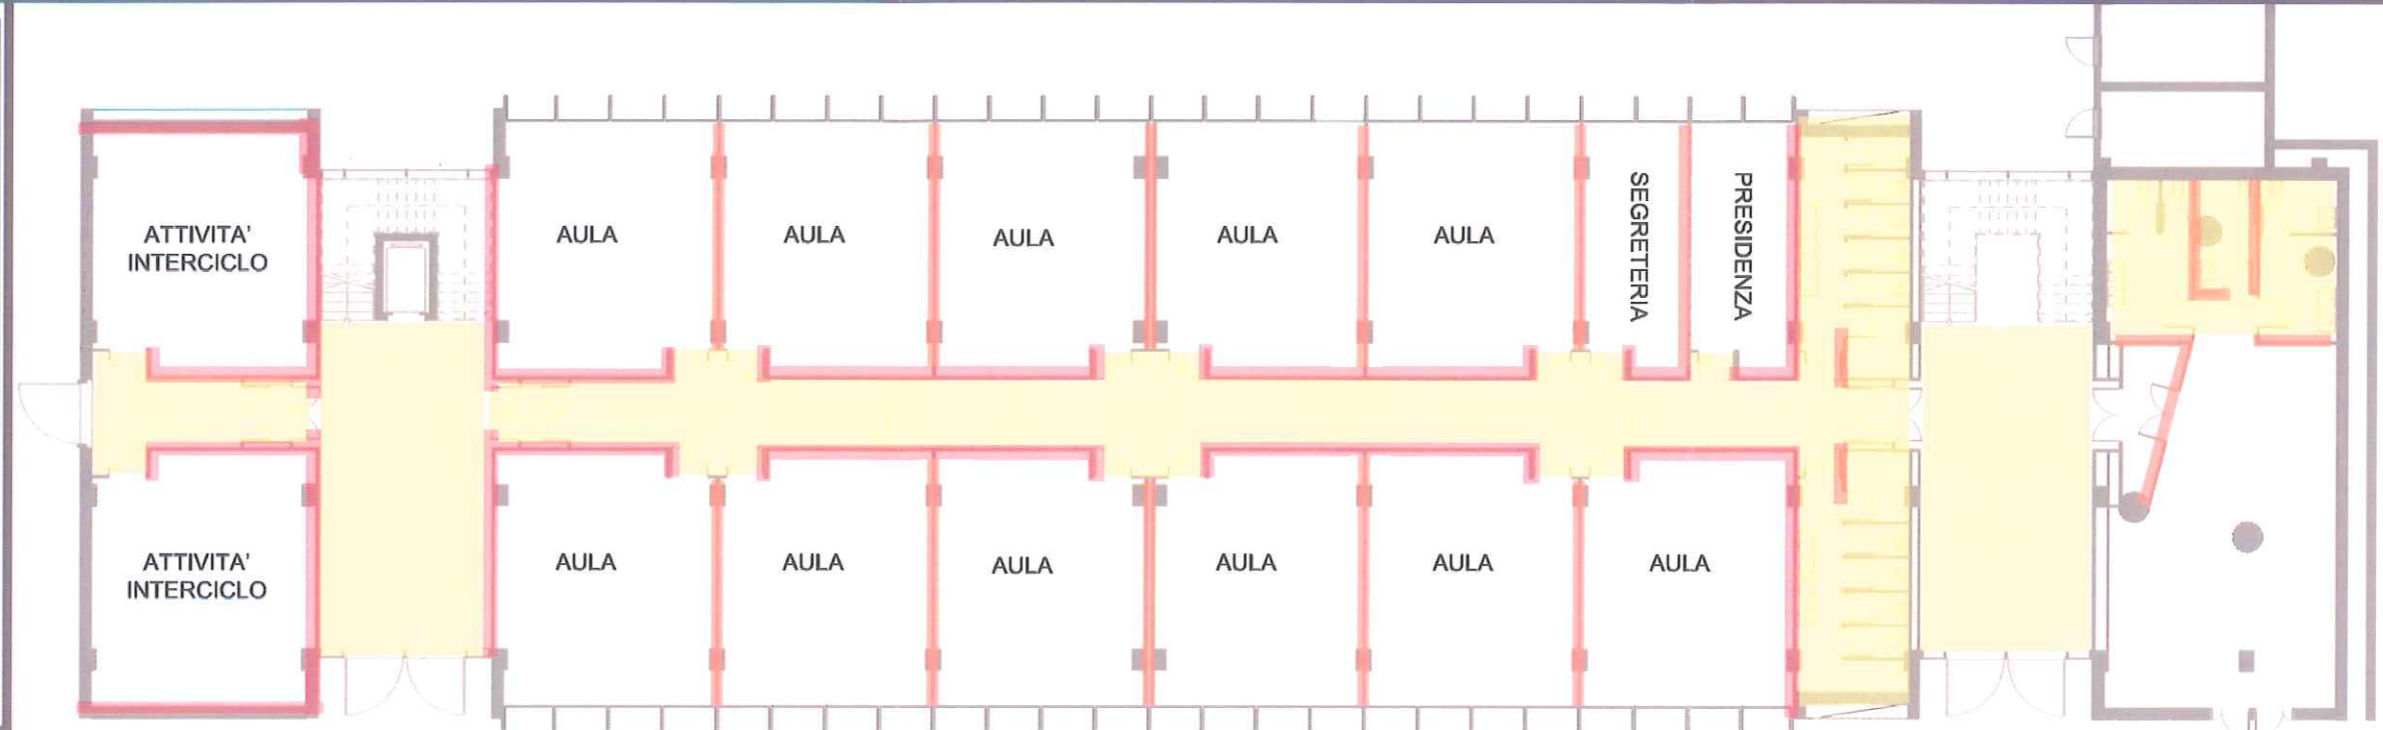 ATTIVITA'
INTERCICLO
AULA
AULA
AULA
AULA
AULA
SEGRETERIA
PRESIDENZA
ATTIVITA'
INTERCICLO
AULA
AULA
AULA
AULA
AULA
AULA